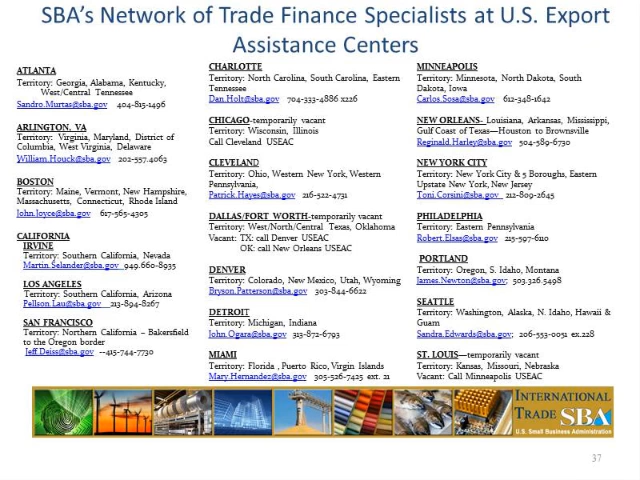 SBA's Network of Trade Finance Specialists at U.S. Export
Assistance Centers
ATLANTA
Territory: Georgia, Alabama, Kentucky,
West/Central Tennessee
Sandro.Murtas@sba.gov 404-815-1496
ARLINGTON, VA
Territory: Virginia, Maryland, District of
Columbia, West Virginia, Delaware
William.Houck@sba.gov 202-557.4063
BOSTON
Territory: Maine, Vermont, New Hampshire,
Massachusetts, Connecticut, Rhode Island
John.Joyce@sba.gov 617-565-4305
CALIFORNIA
IRVINE
Territory: Southern California, Nevada
Martin.Selander@sba.gov 949.660-8935
LOS ANGELES
Territory: Southern California, Arizona
Pellson.Lau@sba.gov 213-894-8267
SAN FRANCISCO
Territory: Northern California – Bakersfield
to the Oregon border
Jeff.Deiss@sba.gov --415-744-7730
CHARLOTTE
Territory: North Carolina, South Carolina, Eastern
Tennessee
Dan.Holt@sba.gov 704-333-4886 x226
CHICAGO-temporarily vacant
Territory: Wisconsin, Illinois
Call Cleveland USEAC
CLEVELAND
Territory: Ohio, Western New York, Western
Pennsylvania,
Patrick.Hayes@sba.gov 216-522-4731
DALLAS/FORT WORTH-temporarily vacant
Territory: West/North/Central Texas, Oklahoma
Vacant: TX: call Denver USEAC
OK: call New Orleans USEAC
DENVER
Territory: Colorado, New Mexico, Utah, Wyoming
Bryson.Patterson@sba.gov 303-844-6622
DETROIT
Territory: Michigan, Indiana
John.Ogara@sba.gov 313-872-6793
MIAMI
Territory: Florida , Puerto Rico, Virgin Islands
Mary.Hernandez@sba.gov 305-526-7425 ext. 21
MINNEAPOLIS
Territory: Minnesota, North Dakota, South
Dakota, Iowa
Carlos.Sosa@sba.gov 612-348-1642
NEW ORLEANS- Louisiana, Arkansas, Mississippi,
Gulf Coast of Texas—Houston to Brownsville
Reginald.Harley@sba.gov 504-589-6730
NEW YORK CITY
Territory: New York City & 5 Boroughs, Eastern
Upstate New York, New Jersey
Toni.Corsini@sba.gov 212-809-2645
PHILADELPHIA
Territory: Eastern Pennsylvania
Robert.Elsas@sba.gov 215-597-6110
PORTLAND
Territory: Oregon, S. Idaho, Montana
James.Newton@sba.gov; 503.326.5498
SEATTLE
Territory: Washington, Alaska, N. Idaho, Hawaii &
Guam
Sandra.Edwards@sba.gov; 206-553-0051 ex.228
ST. LOUIS—temporarily vacant
Territory: Kansas, Missouri, Nebraska
Vacant: Call Minneapolis USEAC
INTERNATIONAL
TRADE SBA
U.S. Small Business Administration
37